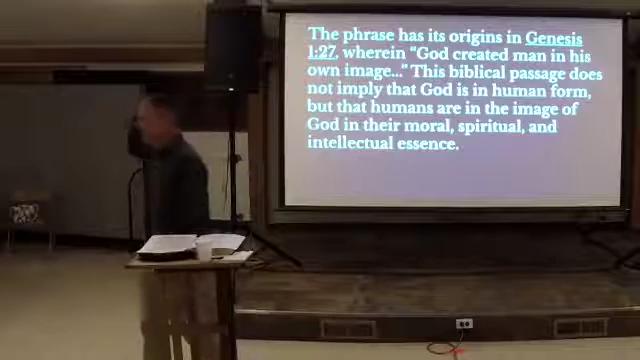 The phrase has its origins in Genesis
1:27, wherein “God created man in his
own image...” This biblical passage does
not imply that God is in human form,
but that humans are in the image of
God in their moral, spiritual, and
intellectual essence.